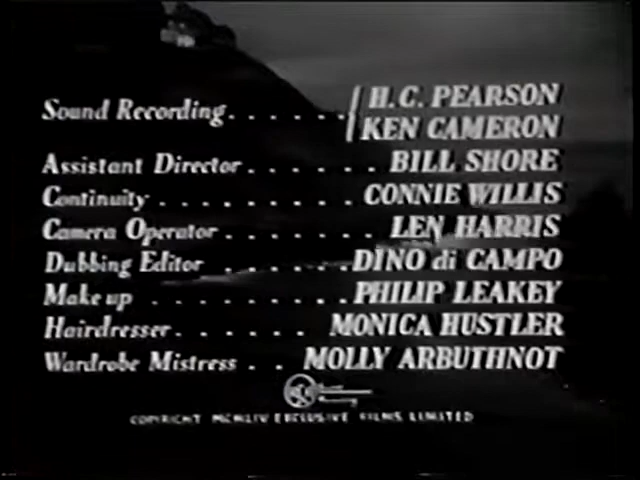 Sound Recording...... H.C. PEARSON
KEN CAMERON
Assistant Director...... BILL SHORE
Continuity.......... CONNIE WILLIS
Camera Operator....... LEN HARRIS
Dubbing Editor ......DINO di CAMPO
Make up ..........PHILIP LEAKEY
Hairdresser...... MONICA HUSTLER
Wardrobe Mistress .. MOLLY ARBUTHNOT
COPYRIGHT MCMLIV EXCLUSIVE FILMS LIMITED